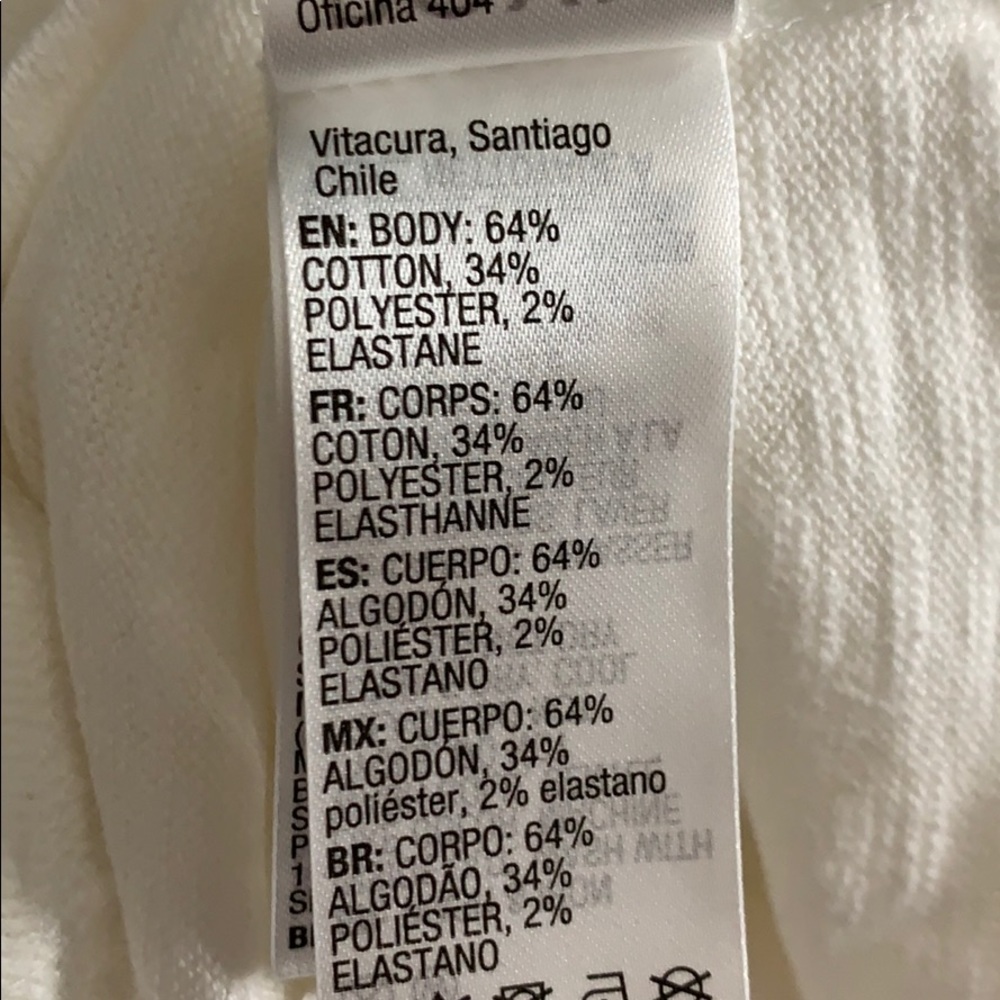 Oficina 404
Vitacura, Santiago
Chile
EN: BODY: 64%
COTTON, 34%
POLYESTER, 2%
ELASTANE
FR: CORPS: 64%
COTON, 34%
POLYESTER, 2%
ELASTHANNE
ES: CUERPO: 64%
ALGODÓN, 34%
POLIÉSTER, 2%
ELASTANO
MX: CUERPO: 64%
ALGODÓN, 34%
poliéster, 2% elastano
BR: CORPO: 64%
ALGODÃO, 34%
POLIÉSTER, 2%
ELASTANO